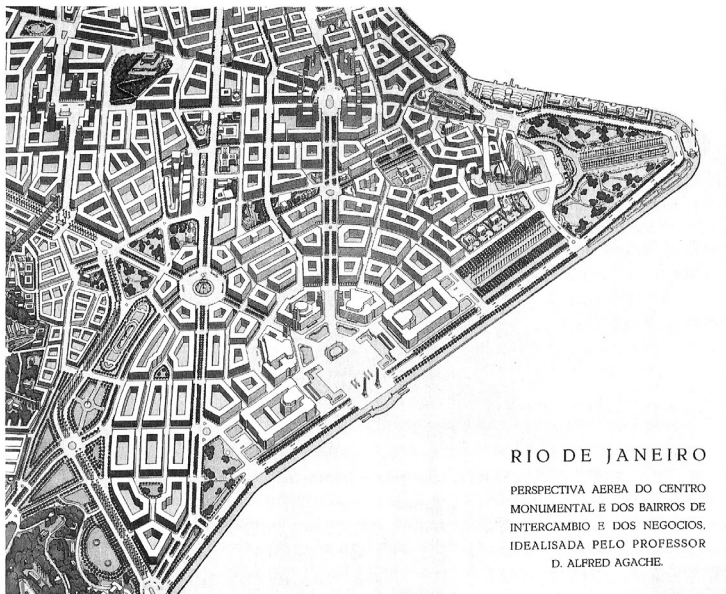 RIO DE JANEIRO
PERSPECTIVA AEREA DO CENTRO
MONUMENTAL E DOS BAIRROS DE
INTERCAMBIO E DOS NEGOCIOS,
IDEALISADA PELO PROFESSOR
D. ALFRED AGACHE.